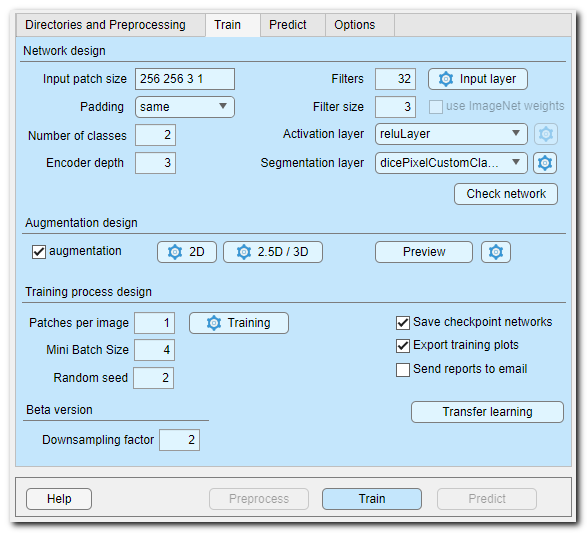 Directories and Preprocessing Train Predict Options
Network design
Input patch size 256 256 3 1 Filters 32 Input layer
Padding same Filter size 3 use ImageNet weights
Number of classes 2 Activation layer reluLayer
Encoder depth 3 Segmentation layer dicePixelCustomCla...
Check network
Augmentation design
augmentation 2D 2.5D / 3D Preview
Training process design
Patches per image 1 Training Save checkpoint networks
Mini Batch Size 4 Export training plots
Random seed 2 Send reports to email
Beta version Transfer learning
Downsampling factor 2
Help Preprocess Train Predict